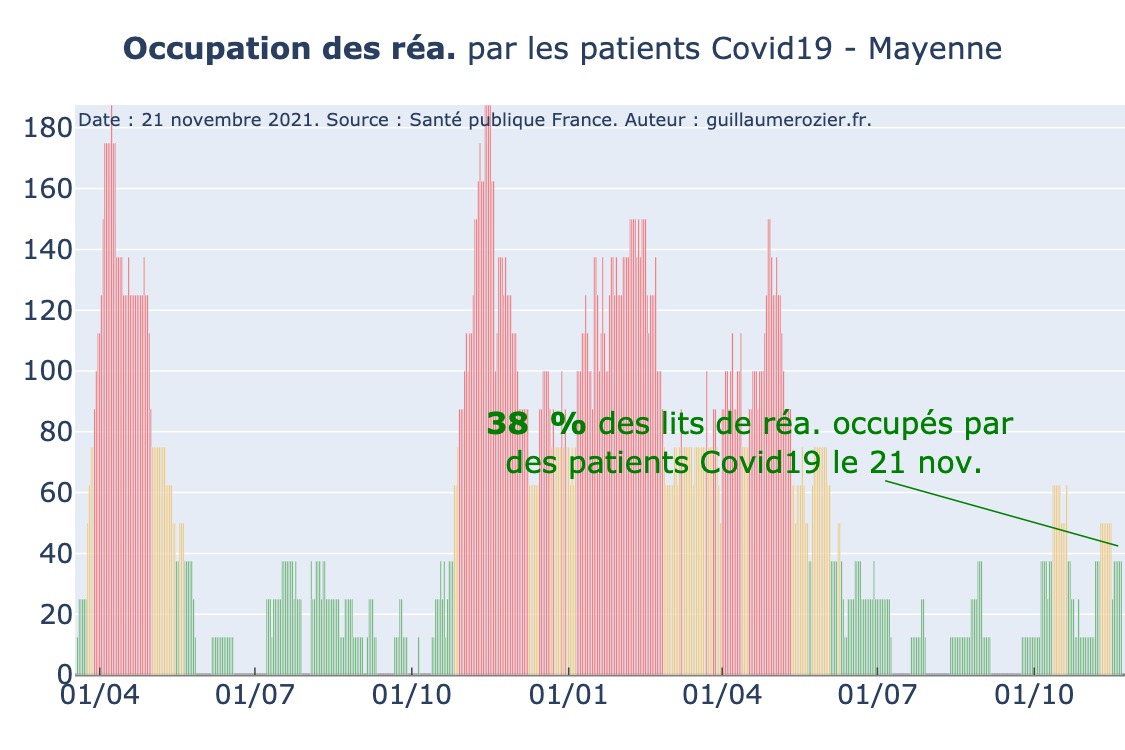 Occupation des réa. par les patients Covid19 - Mayenne
Date : 21 novembre 2021. Source : Santé publique France. Auteur : guillaumerozier.fr.
180
160
140
120
100
80
60
40
20
0
38 % des lits de réa. occupés par
des patients Covid19 le 21 nov.
01/04 01/07 01/10 01/01 01/04 01/07 01/10